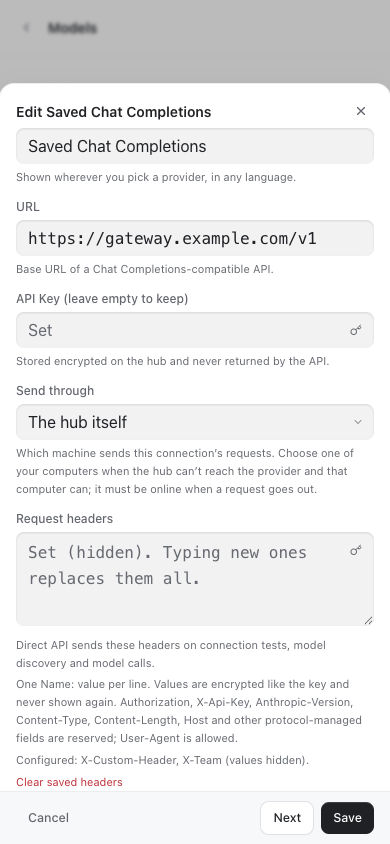 Models
Edit Saved Chat Completions
Saved Chat Completions
Shown wherever you pick a provider, in any language.
URL
https://gateway.example.com/v1
Base URL of a Chat Completions-compatible API.
API Key (leave empty to keep)
Set
Stored encrypted on the hub and never returned by the API.
Send through
The hub itself
Which machine sends this connection’s requests. Choose one of
your computers when the hub can’t reach the provider and that
computer can; it must be online when a request goes out.
Request headers
Set (hidden). Typing new ones
replaces them all.
Direct API sends these headers on connection tests, model
discovery and model calls.
One Name: value per line. Values are encrypted like the key and
never shown again. Authorization, X-Api-Key, Anthropic-Version,
Content-Type, Content-Length, Host and other protocol-managed
fields are reserved; User-Agent is allowed.
Configured: X-Custom-Header, X-Team (values hidden).
Clear saved headers
Cancel
Next
Save